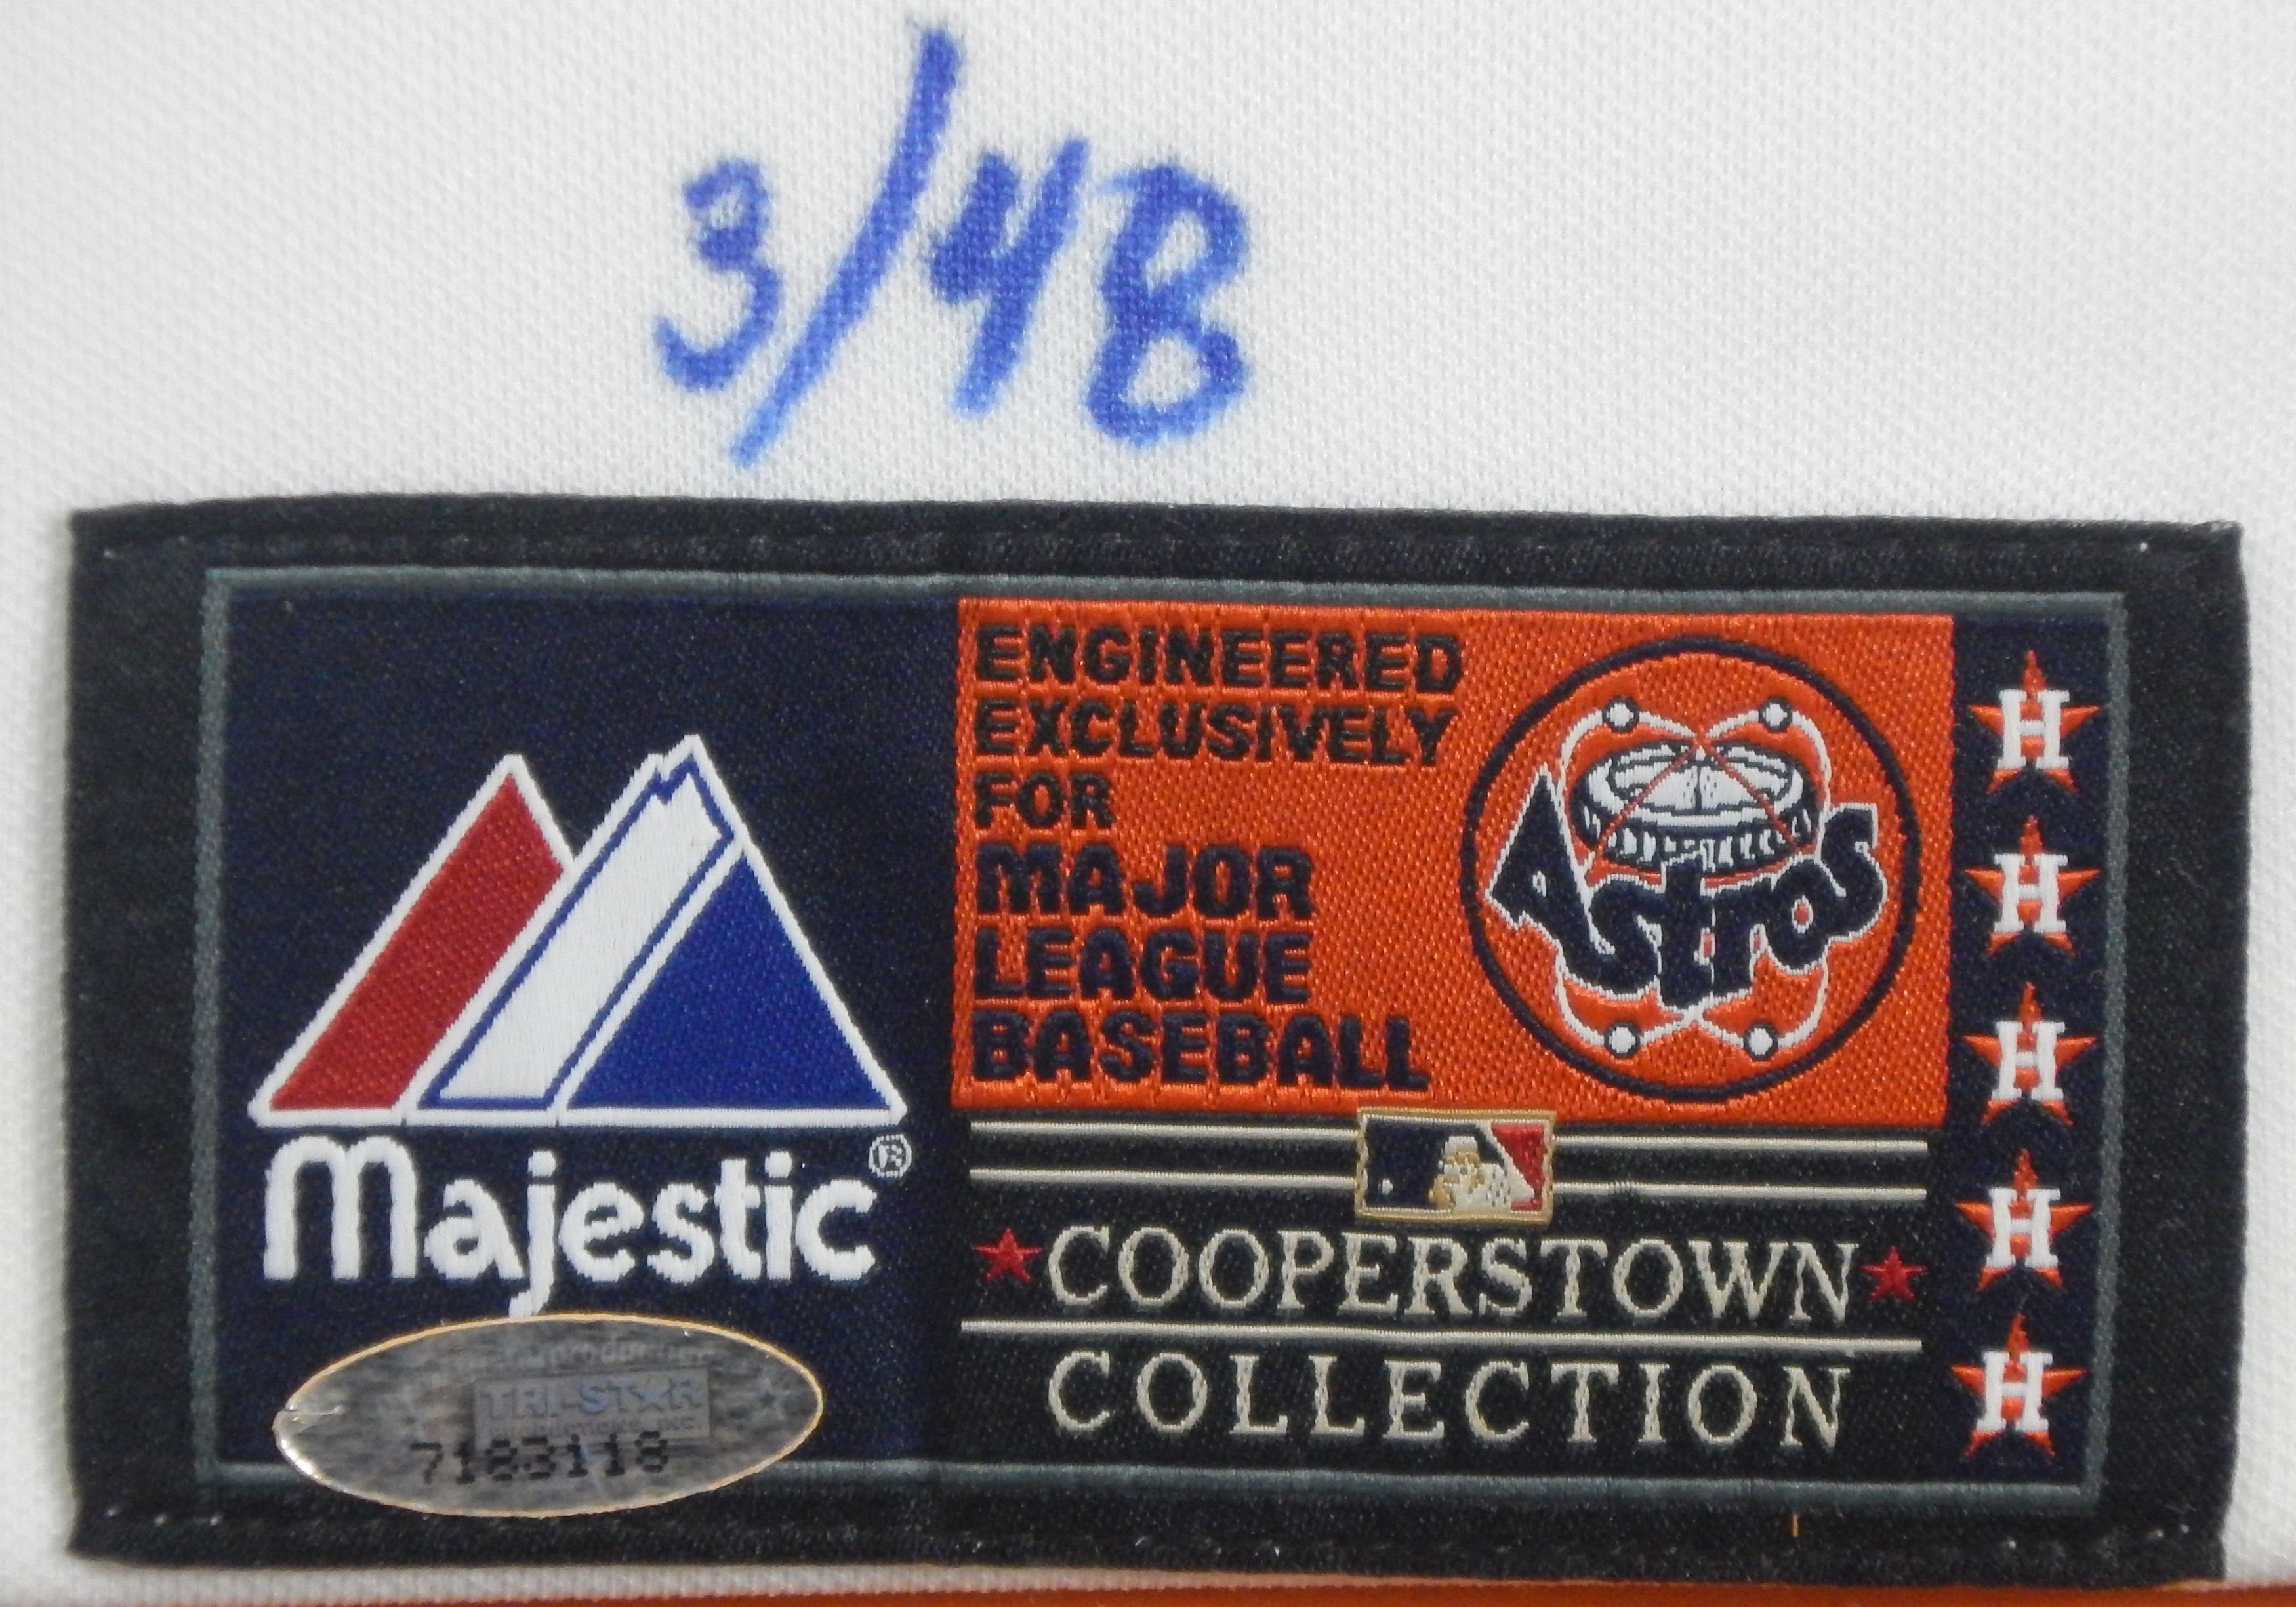 3/48
ENGINEERED
EXCLUSIVELY
FOR
MAJOR
LEAGUE
BASEBALL
Astros
H
H
H
H
H
Majestic®
COOPERSTOWN
COLLECTION
TRI-STAR
7183118